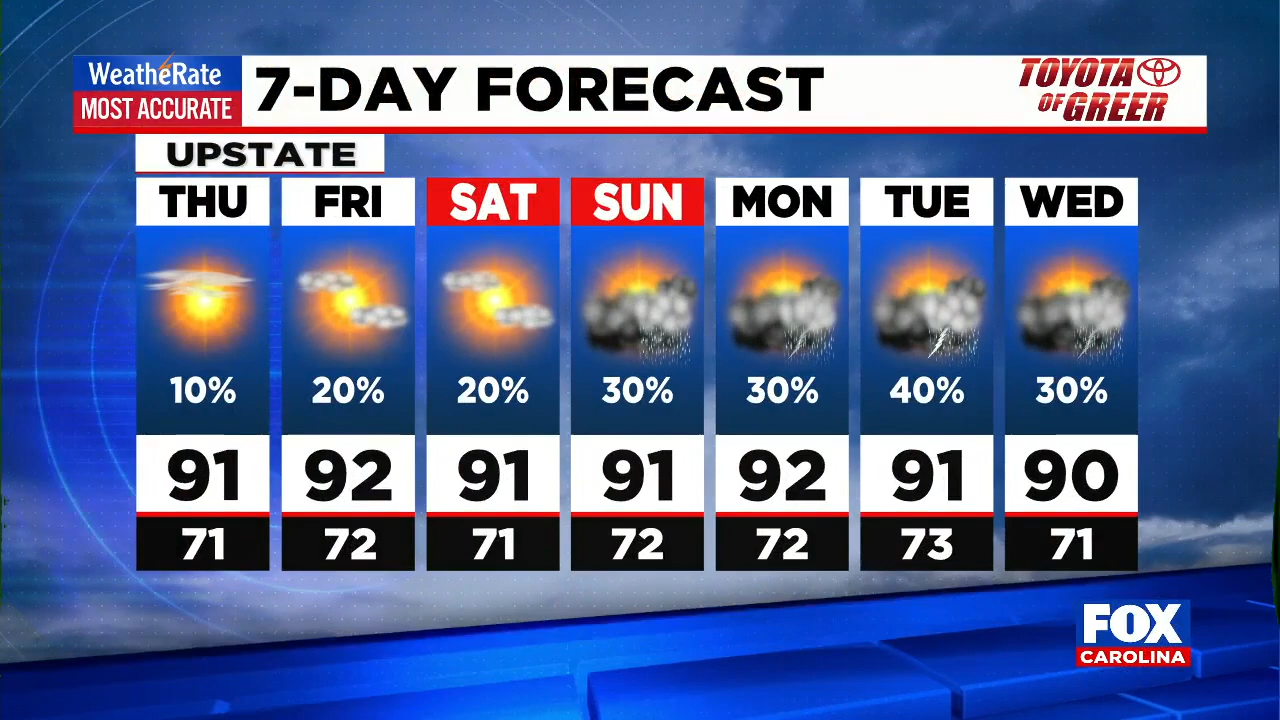 WeatheRate
MOST ACCURATE
7-DAY FORECAST
TOYOTA
OF GREER
UPSTATE
THU FRI SAT SUN MON TUE WED
10% 20% 20% 30% 30% 40% 30%
91 92 91 91 92 91 90
71 72 71 72 72 73 71
FOX
CAROLINA